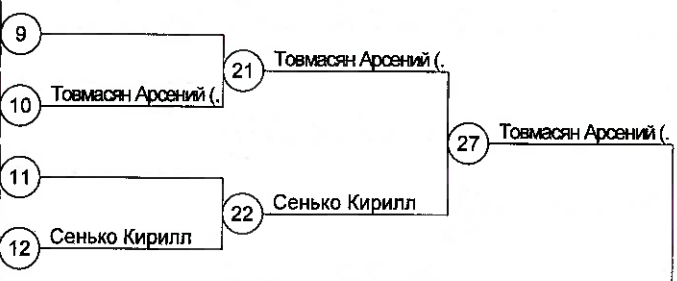 9
21 Товмасян Арсений (.
10 Товмасян Арсений (.
27 Товмасян Арсений (.
11
22 Сенько Кирилл
12 Сенько Кирилл